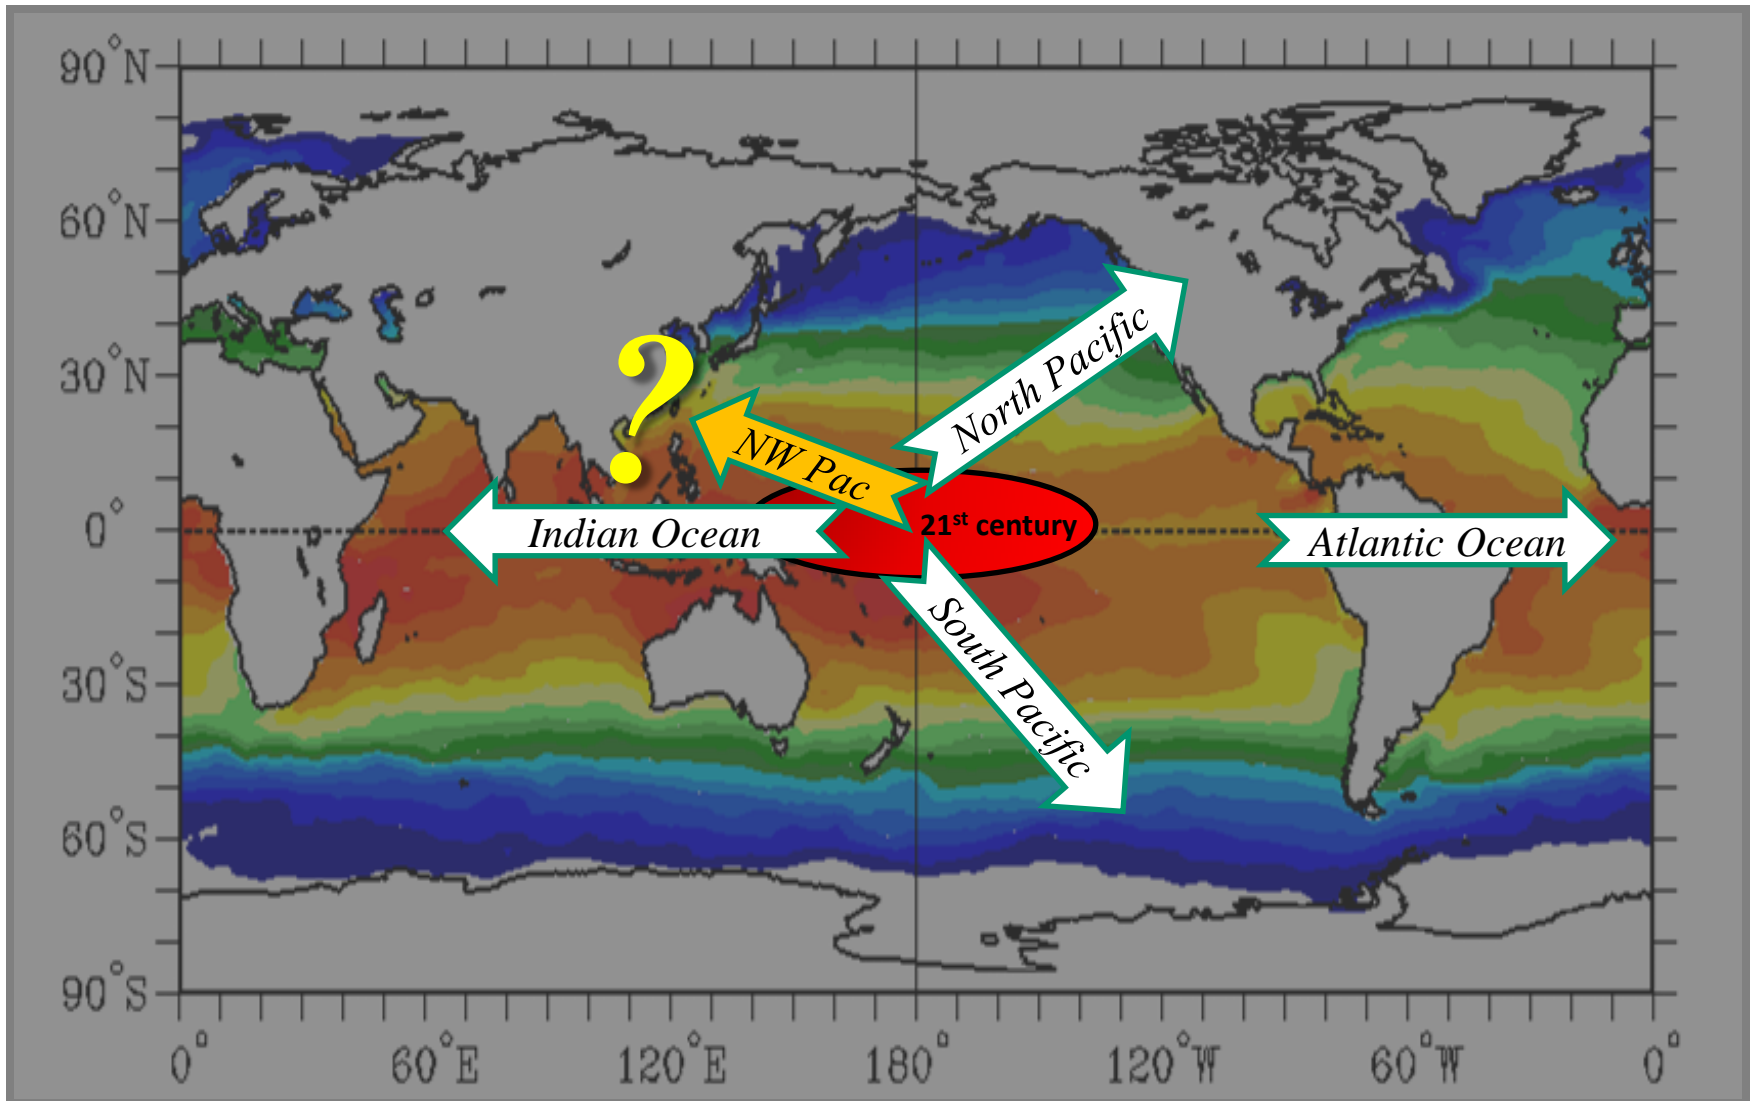 90°N
60°N
30°N
0°
30°S
60°S
90°S
?
North Pacific
NW Pac
21st century
Indian Ocean
Atlantic Ocean
South Pacific
0° 60°E 120°E 180° 120°W 60°W 0°